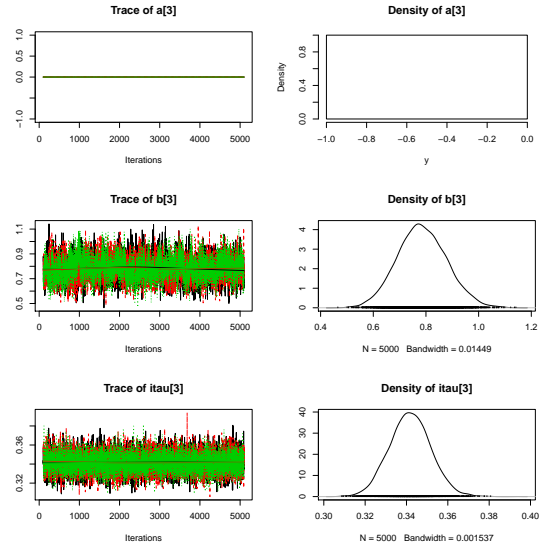 Trace of a[3]
−1.0 0.0 0.5 1.0
0 1000 2000 3000 4000 5000
Iterations
Density of a[3]
Density
0.0 0.4 0.8
−1.0 −0.8 −0.6 −0.4 −0.2 0.0
y
Trace of b[3]
0.5 0.7 0.9 1.1
0 1000 2000 3000 4000 5000
Iterations
Density of b[3]
0 1 2 3 4
0.4 0.6 0.8 1.0 1.2
N = 5000 Bandwidth = 0.01449
Trace of itau[3]
0.32 0.36
0 1000 2000 3000 4000 5000
Iterations
Density of itau[3]
0 10 20 30 40
0.30 0.32 0.34 0.36 0.38 0.40
N = 5000 Bandwidth = 0.001537